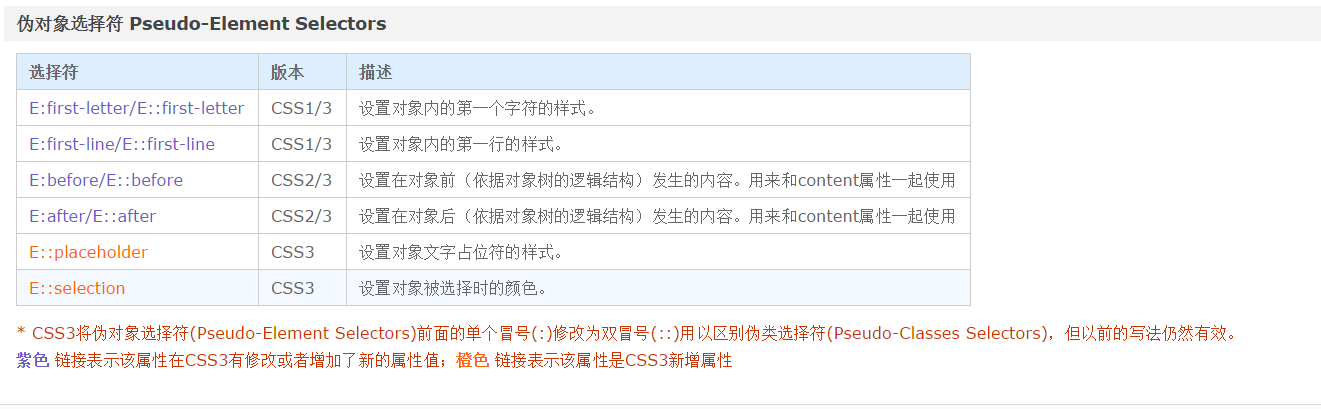 伪对象选择符 Pseudo-Element Selectors
选择符 版本 描述
E:first-letter/E::first-letter CSS1/3 设置对象内的第一个字符的样式。
E:first-line/E::first-line CSS1/3 设置对象内的第一行的样式。
E:before/E::before CSS2/3 设置在对象前（依据对象树的逻辑结构）发生的内容。用来和content属性一起使用
E:after/E::after CSS2/3 设置在对象后（依据对象树的逻辑结构）发生的内容。用来和content属性一起使用
E::placeholder CSS3 设置对象文字占位符的样式。
E::selection CSS3 设置对象被选择时的颜色。
* CSS3将伪对象选择符(Pseudo-Element Selectors)前面的单个冒号(:)修改为双冒号(::)用以区别伪类选择符(Pseudo-Classes Selectors)，但以前的写法仍然有效。
紫色 链接表示该属性在CSS3有修改或者增加了新的属性值；橙色 链接表示该属性是CSS3新增属性